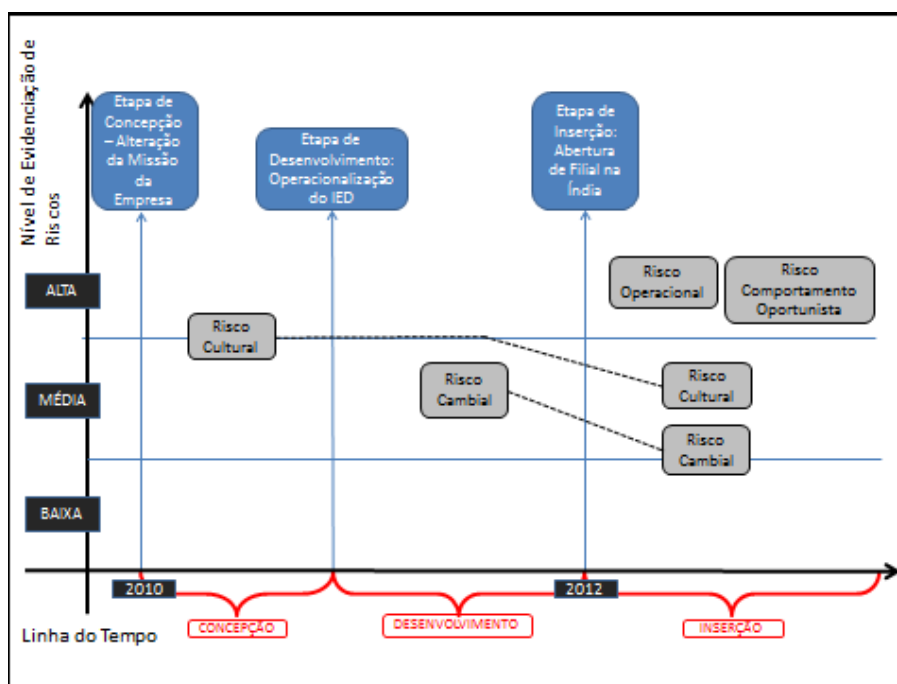 Nível de Evidenciação de
Riscos
Etapa de
Concepção
– Alteração
da Missão
da
Empresa
Etapa de
Desenvolvimento:
Operacionalização
do IED
Etapa de
Inserção:
Abertura
de Filial na
Índia
ALTA
Risco
Operacional
Risco
Comportamento
Oportunista
Risco
Cultural
MÉDIA
Risco
Cambial
Risco
Cultural
Risco
Cambial
BAIXA
2010
2012
CONCEPÇÃO
DESENVOLVIMENTO
INSERÇÃO
Linha do Tempo